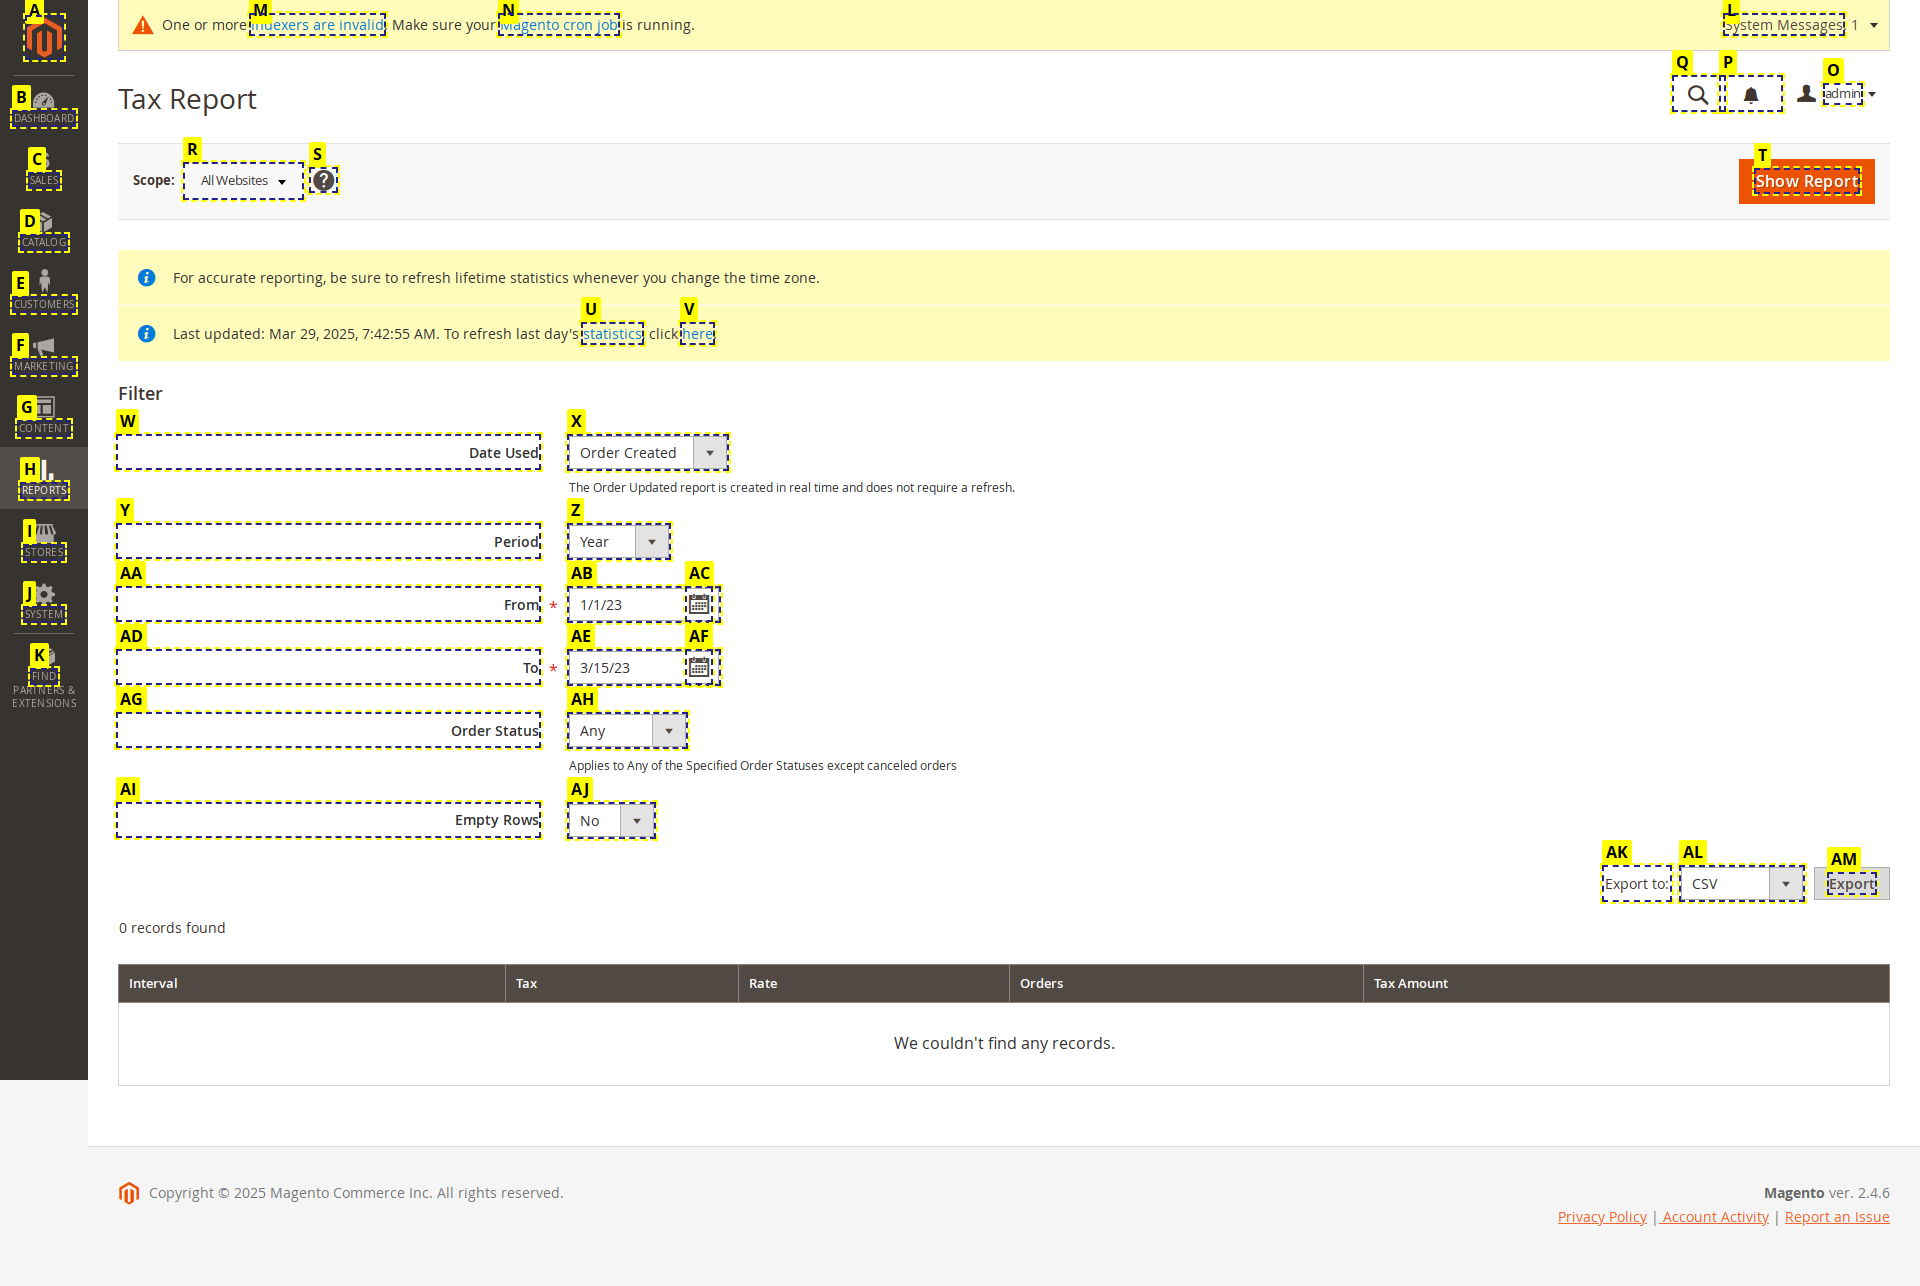 A
B
DASHBOARD
C
SALES
D
CATALOG
E
CUSTOMERS
F
MARKETING
G
CONTENT
H
REPORTS
I
STORES
J
SYSTEM
K
FIND
PARTNERS &
EXTENSIONS
M N L
One or more indexers are invalid. Make sure your Magento cron job is running. System Messages: 1
Tax Report
Q P O
admin
R S T
Scope: All Websites ? Show Report
For accurate reporting, be sure to refresh lifetime statistics whenever you change the time zone.
U V
Last updated: Mar 29, 2025, 7:42:55 AM. To refresh last day's statistics, click here.
Filter
W X
Date Used Order Created
The Order Updated report is created in real time and does not require a refresh.
Y Z
Period Year
AA AB AC
From * 1/1/23
AD AE AF
To * 3/15/23
AG AH
Order Status Any
Applies to Any of the Specified Order Statuses except canceled orders
AI AJ
Empty Rows No
AK AL AM
Export to: CSV Export
0 records found
Interval Tax Rate Orders Tax Amount
We couldn't find any records.
Copyright © 2025 Magento Commerce Inc. All rights reserved.
Magento ver. 2.4.6
Privacy Policy | Account Activity | Report an Issue